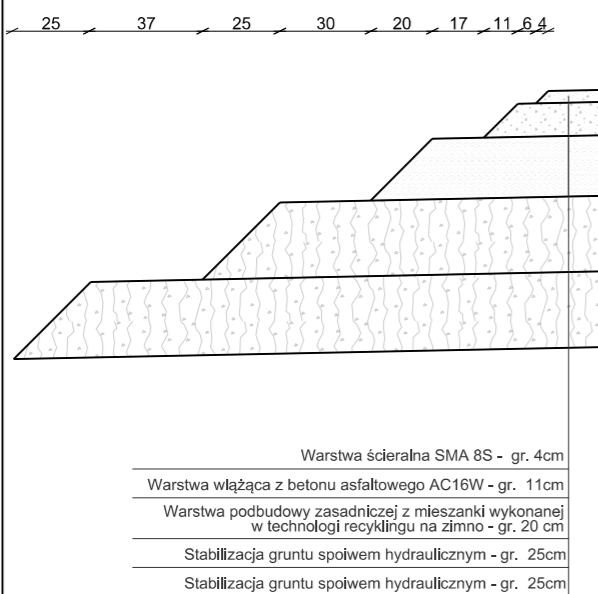 25 37 25 30 20 17 11 6 4
Warstwa ścieralna SMA 8S - gr. 4cm
Warstwa wlążąca z betonu asfaltowego AC16W - gr. 11cm
Warstwa podbudowy zasadniczej z mieszanki wykonanej
w technologi recyklingu na zimno - gr. 20 cm
Stabilizacja gruntu spoiwem hydraulicznym - gr. 25cm
Stabilizacja gruntu spoiwem hydraulicznym - gr. 25cm